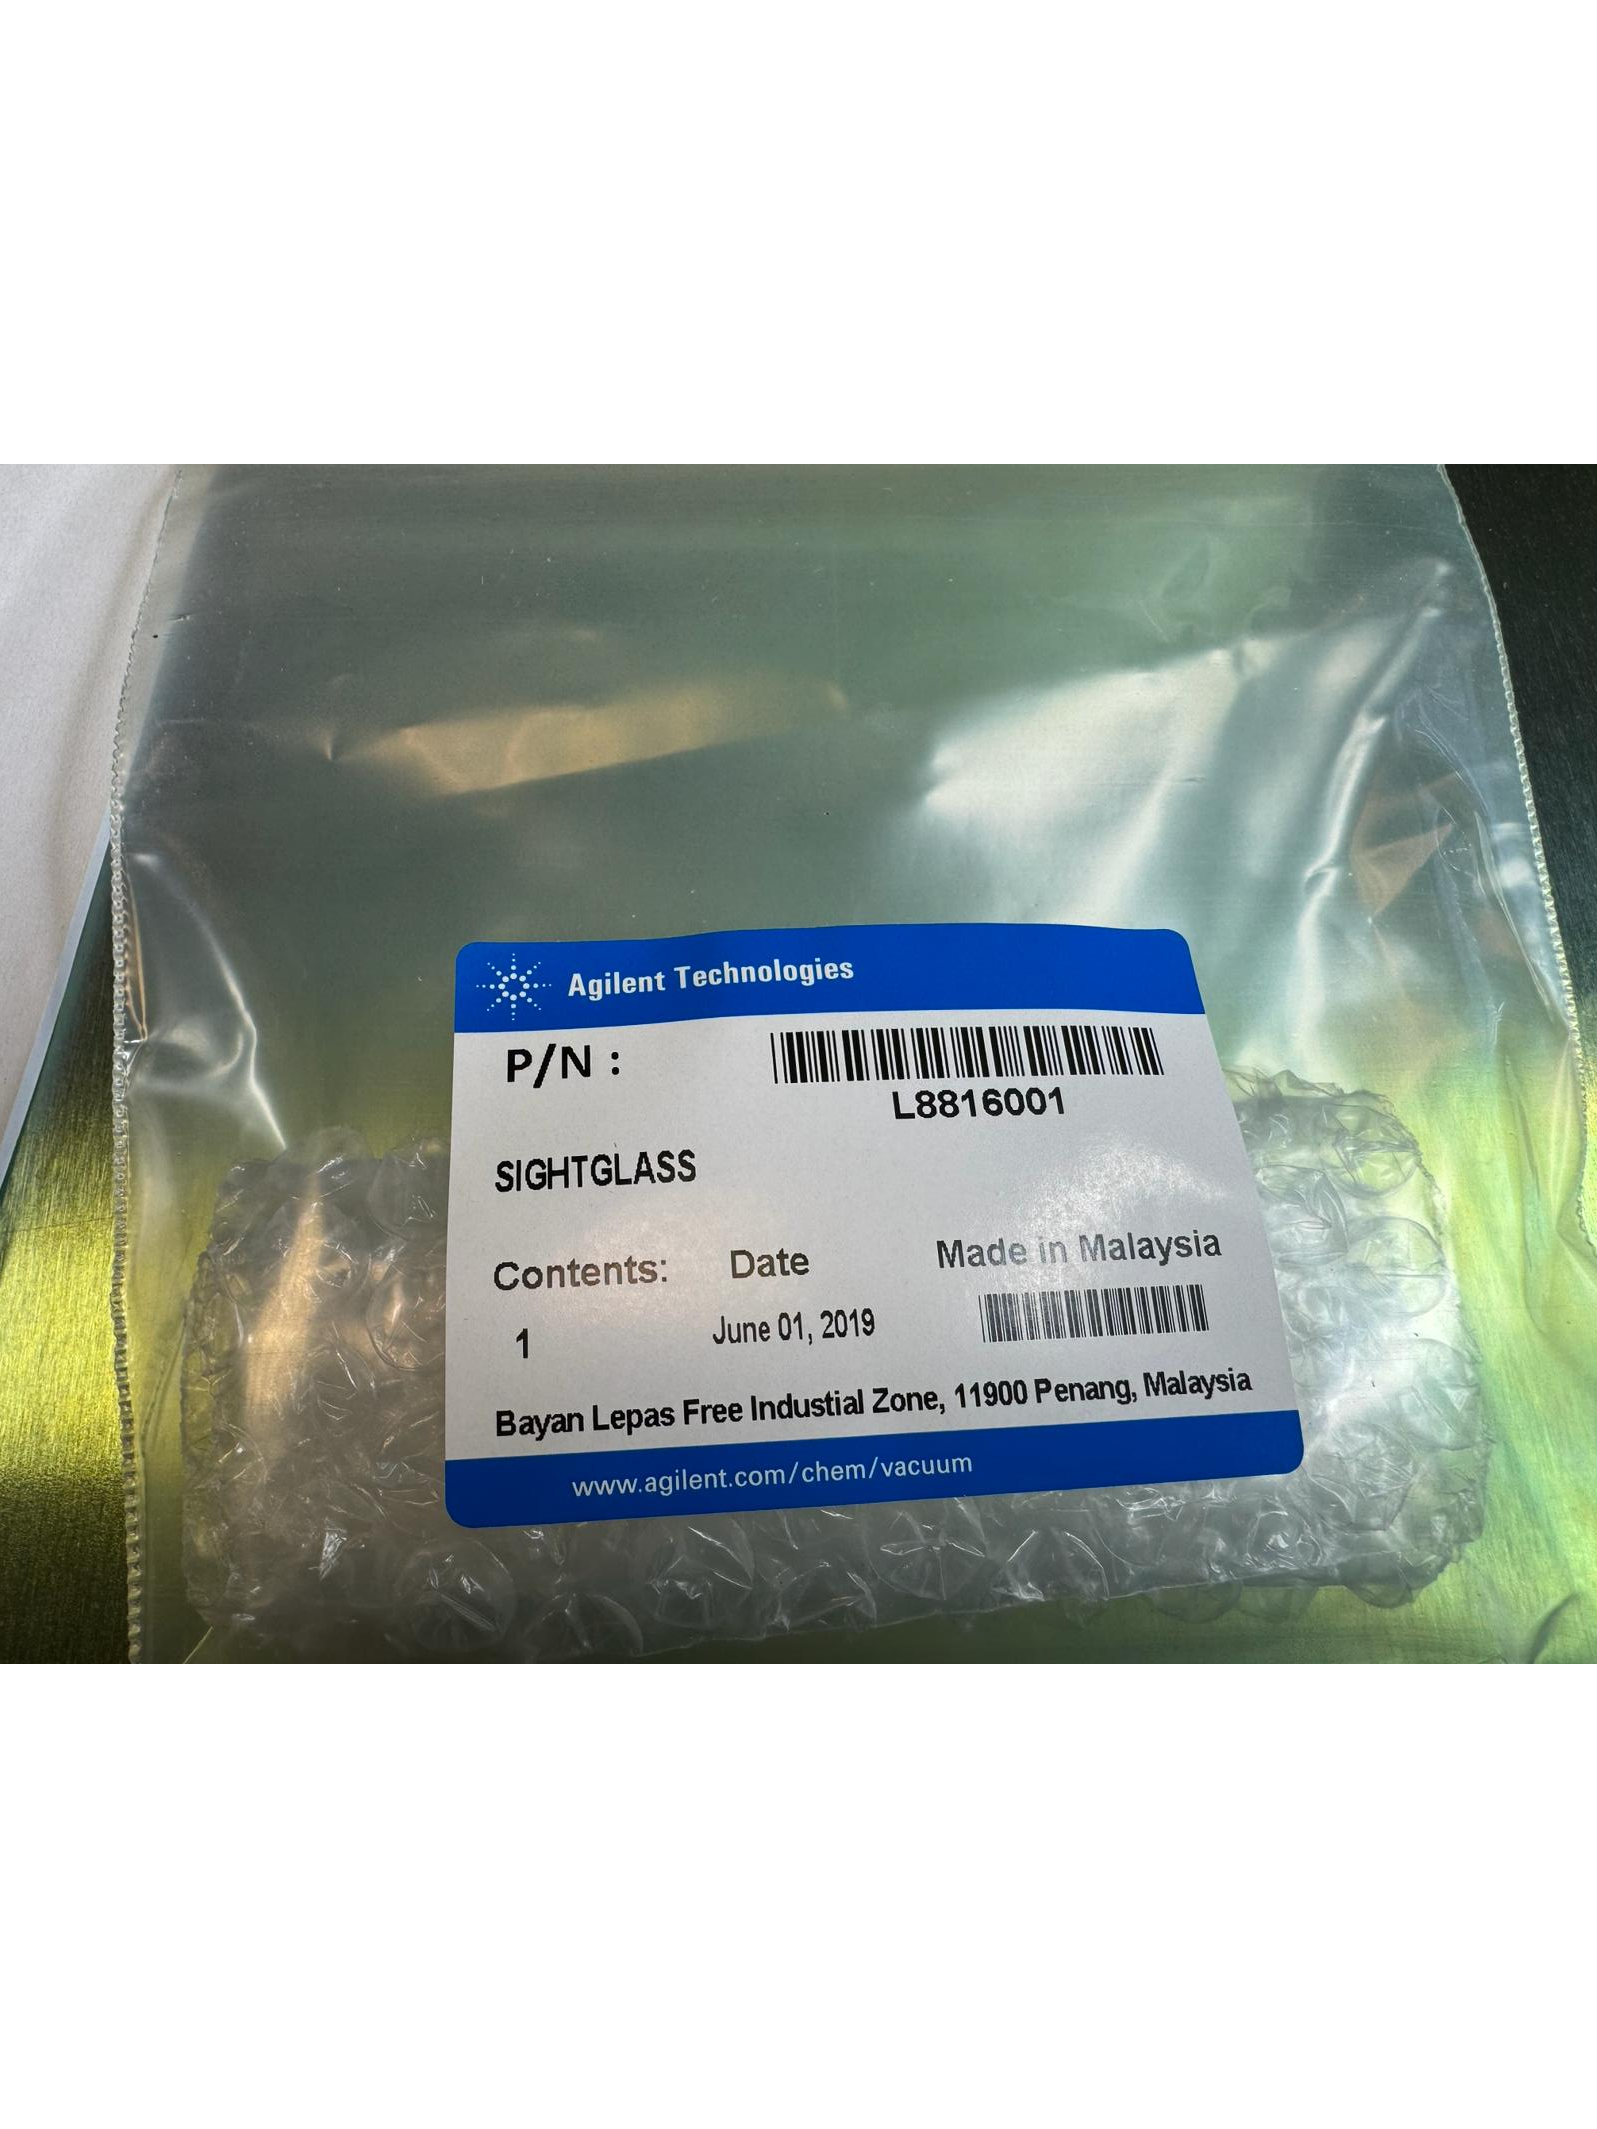 Agilent Technologies
P/N :
L8816001
SIGHTGLASS
Contents: Date Made in Malaysia
1 June 01, 2019
Bayan Lepas Free Industial Zone, 11900 Penang, Malaysia
www.agilent.com/chem/vacuum